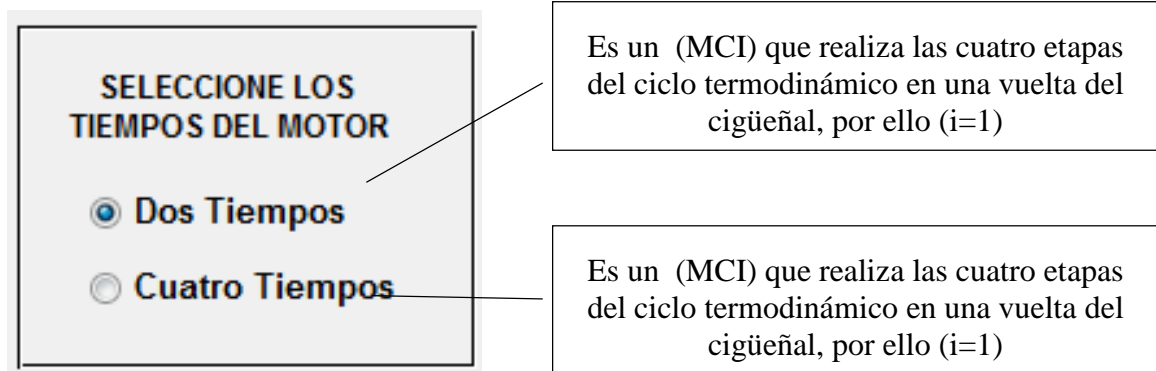 SELECCIONE LOS
TIEMPOS DEL MOTOR
Dos Tiempos
Cuatro Tiempos
Es un (MCI) que realiza las cuatro etapas
del ciclo termodinámico en una vuelta del
cigüeñal, por ello (i=1)
Es un (MCI) que realiza las cuatro etapas
del ciclo termodinámico en una vuelta del
cigüeñal, por ello (i=1)